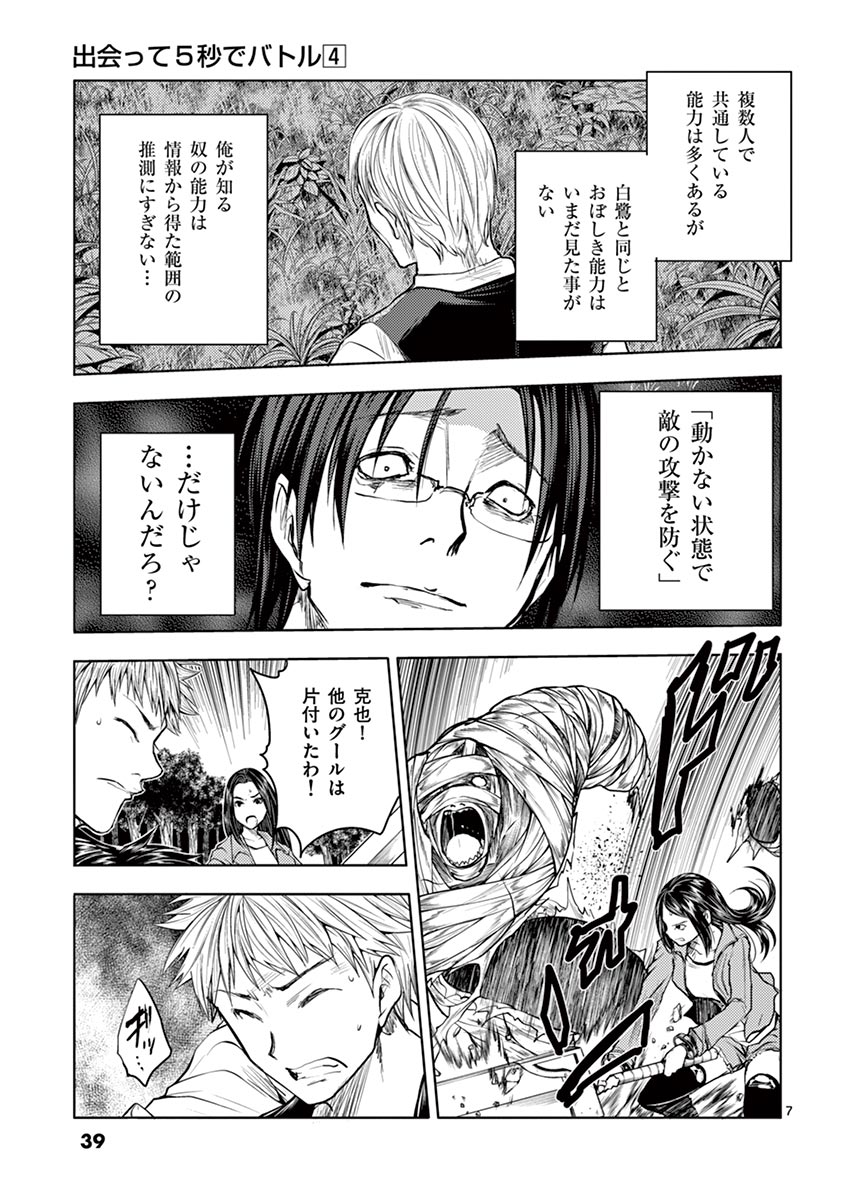 出会って5秒でバトル4
複数人で
共通している
能力は多くあるが
白鷺と同じと
おぼしき能力は
いまだ見た事が
ない
俺が知る
奴の能力は
情報から得た範囲の
推測にすぎない…
「動かない状態で
敵の攻撃を防ぐ」
…だけじゃ
ないんだろ?
克也!
他のグールは
片付いたわ!
ギッ…
7
39